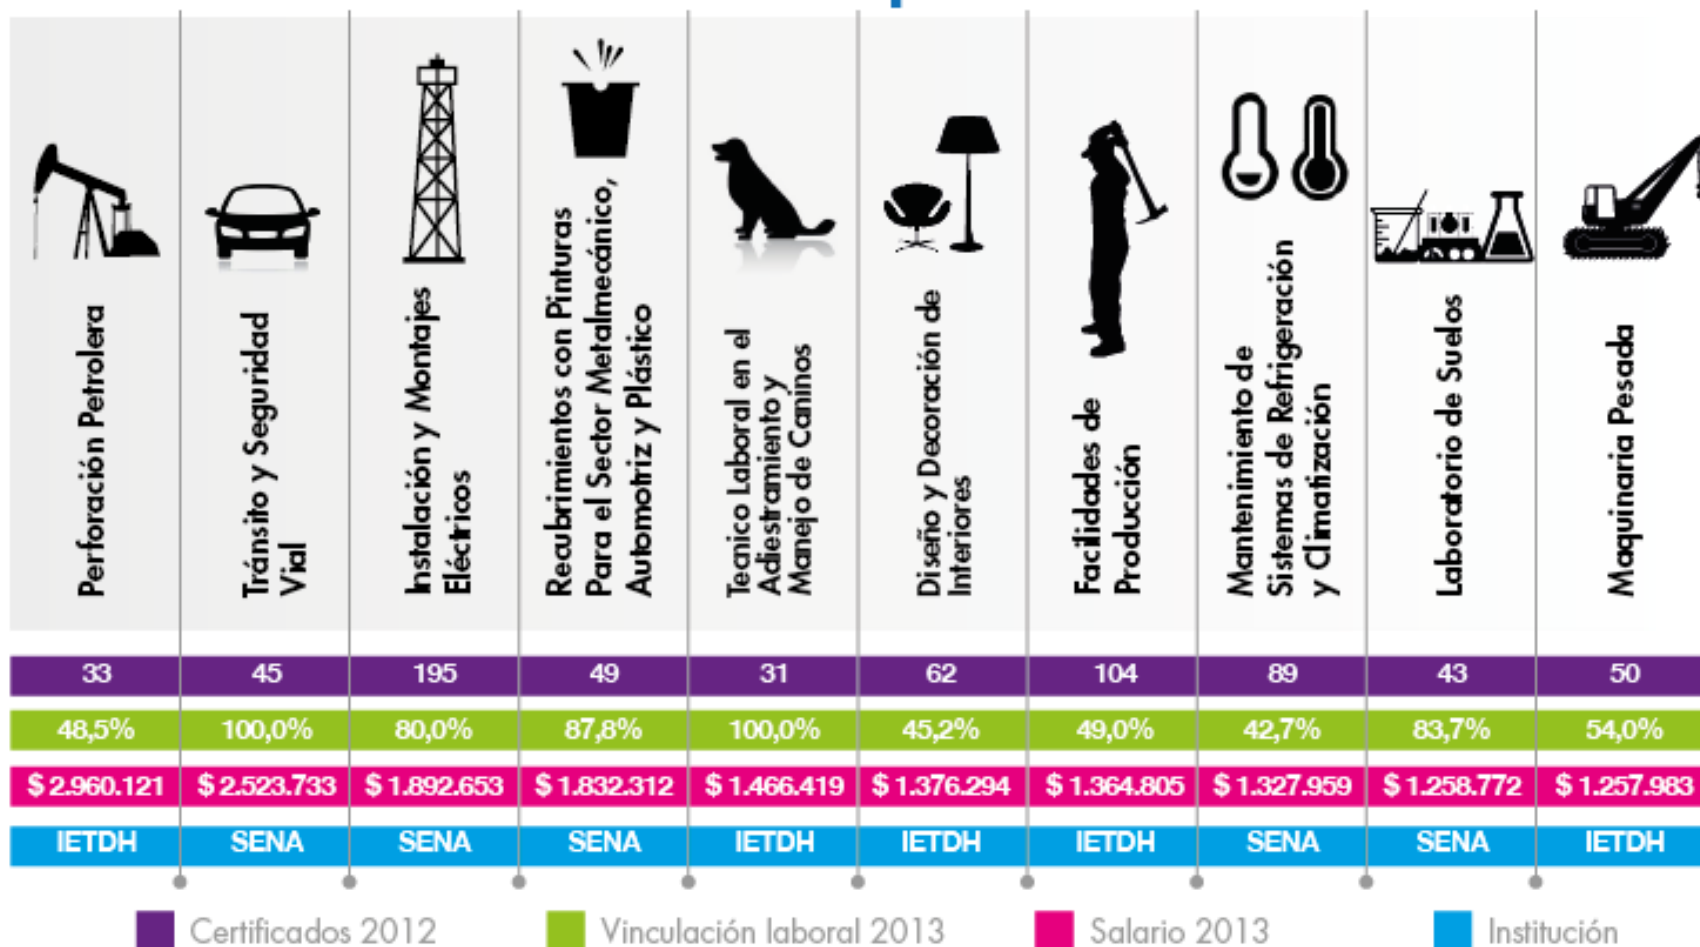 Perforación Petrolera
Tránsito y Seguridad
Vial
Instalación y Montajes
Eléctricos
Recubrimientos con Pinturas
Para el Sector Metalmecánico,
Automotriz y Plástico
Tecnico Laboral en el
Adiestramiento y
Manejo de Caninos
Diseño y Decoración de
Interiores
Facilidades de
Producción
Mantenimiento de
Sistemas de Refrigeración
y Climatización
Laboratorio de Suelos
Maquinaria Pesada
33 45 195 49 31 62 104 89 43 50
48,5% 100,0% 80,0% 87,8% 100,0% 45,2% 49,0% 42,7% 83,7% 54,0%
$ 2.960.121 $ 2.523.733 $ 1.892.653 $ 1.832.312 $ 1.466.419 $ 1.376.294 $ 1.364.805 $ 1.327.959 $ 1.258.772 $ 1.257.983
IETDH SENA SENA SENA IETDH IETDH IETDH SENA SENA IETDH
Certificados 2012 Vinculación laboral 2013 Salario 2013 Institución